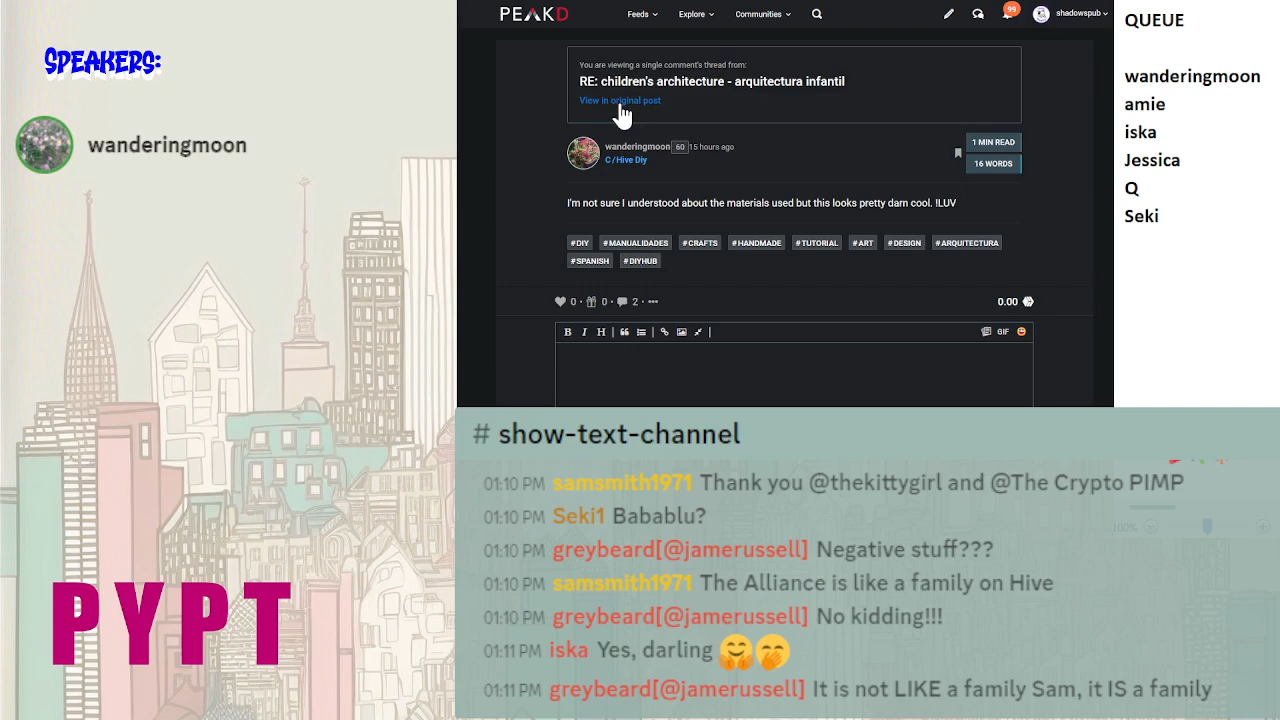 SPEAKERS:
wanderingmoon
PYPT
PEAKD
Feeds
Explore
Communities
99
shadowspub
You are viewing a single comment's thread from:
RE: children's architecture - arquitectura infantil
View in original post
wanderingmoon 60 15 hours ago
C / Hive Diy
1 MIN READ
16 WORDS
I'm not sure I understood about the materials used but this looks pretty darn cool. !LUV
#DIY #MANUALIDADES #CRAFTS #HANDMADE #TUTORIAL #ART #DESIGN #ARQUITECTURA
#SPANISH #DIYHUB
0 · 0 · 2 · •••
0.00
B I H
GIF
QUEUE
wanderingmoon
amie
iska
Jessica
Q
Seki
# show-text-channel
01:10 PM samsmith1971 Thank you @thekittygirl and @The Crypto PIMP
01:10 PM Seki1 Babablu?
01:10 PM greybeard[@jamerussell] Negative stuff???
01:10 PM samsmith1971 The Alliance is like a family on Hive
01:10 PM greybeard[@jamerussell] No kidding!!!
01:11 PM iska Yes, darling 🤗🤭
01:11 PM greybeard[@jamerussell] It is not LIKE a family Sam, it IS a family
100%